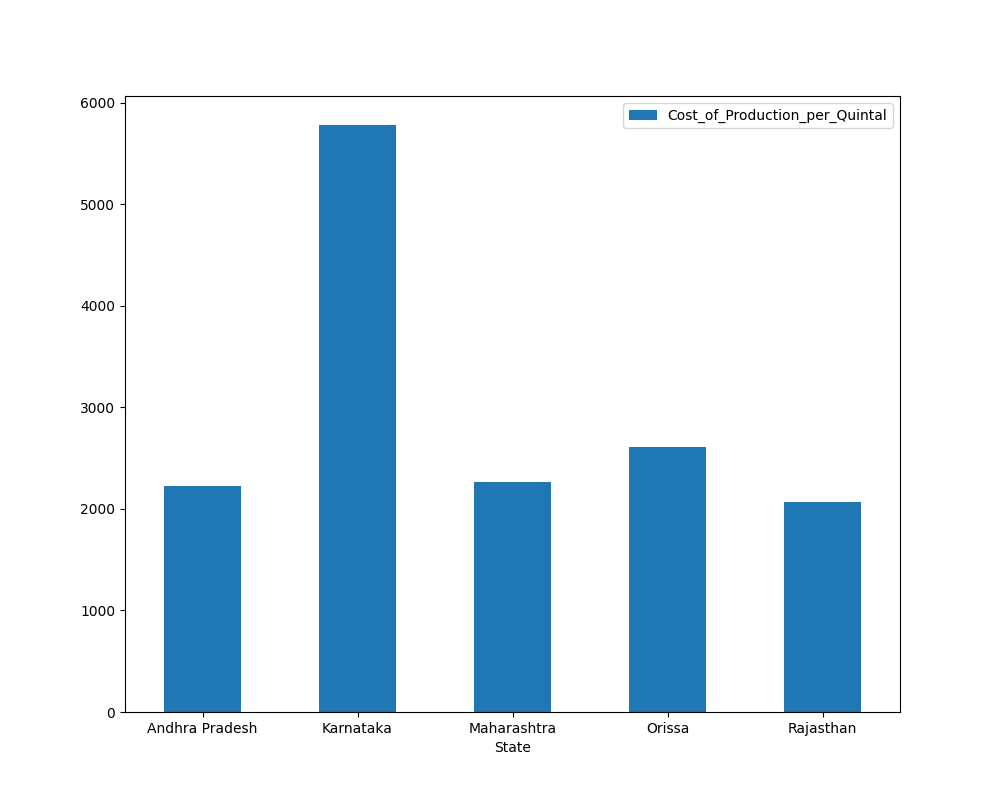 6000
5000
4000
3000
2000
1000
0
Cost_of_Production_per_Quintal
Andhra Pradesh
Karnataka
Maharashtra
Orissa
Rajasthan
State